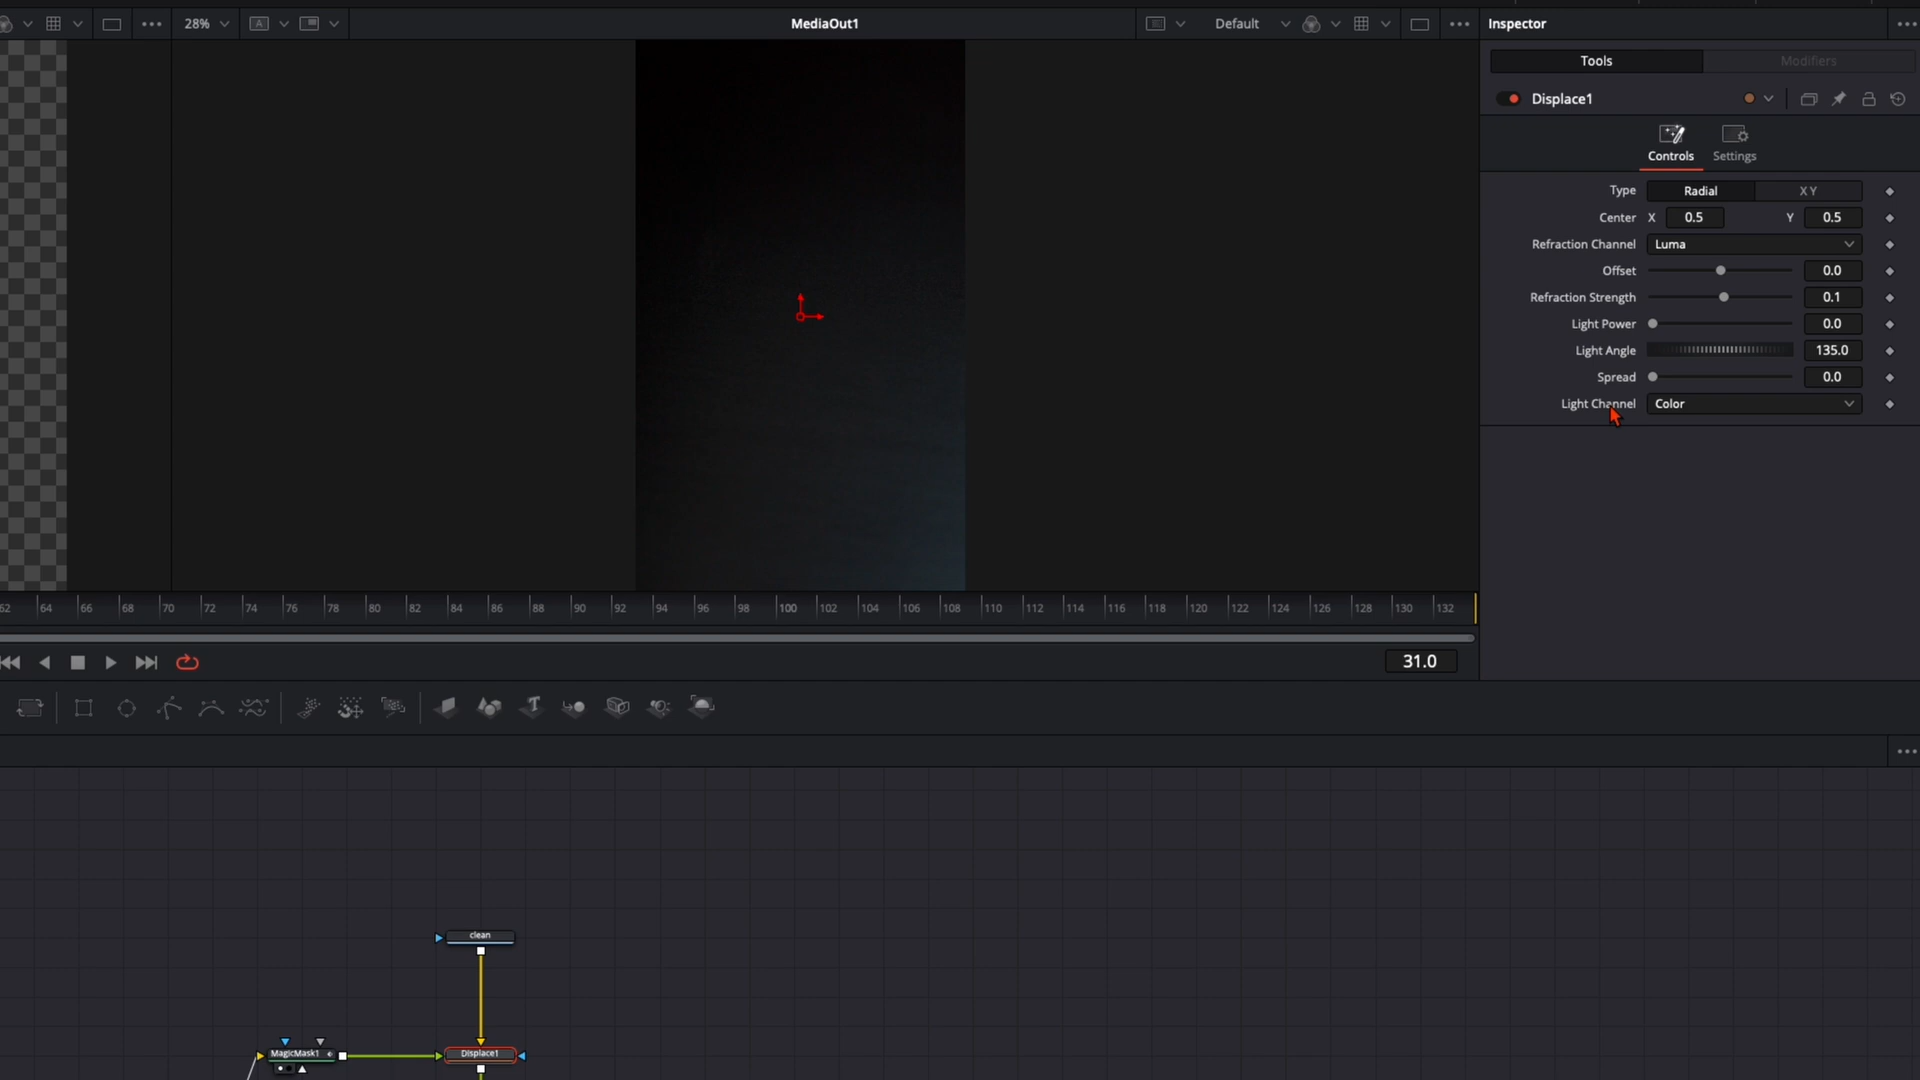 28% A MediaOut1 Default Inspector
Tools Modifiers
Displace1
Controls Settings
Type Radial X Y
Center X 0.5 Y 0.5
Refraction Channel Luma
Offset 0.0
Refraction Strength 0.1
Light Power 0.0
Light Angle 135.0
Spread 0.0
Light Channel Color
62 64 66 68 70 72 74 76 78 80 82 84 86 88 90 92 94 96 98 100 102 104 106 108 110 112 114 116 118 120 122 124 126 128 130 132
31.0
T
clean
MagicMask1 Displace1